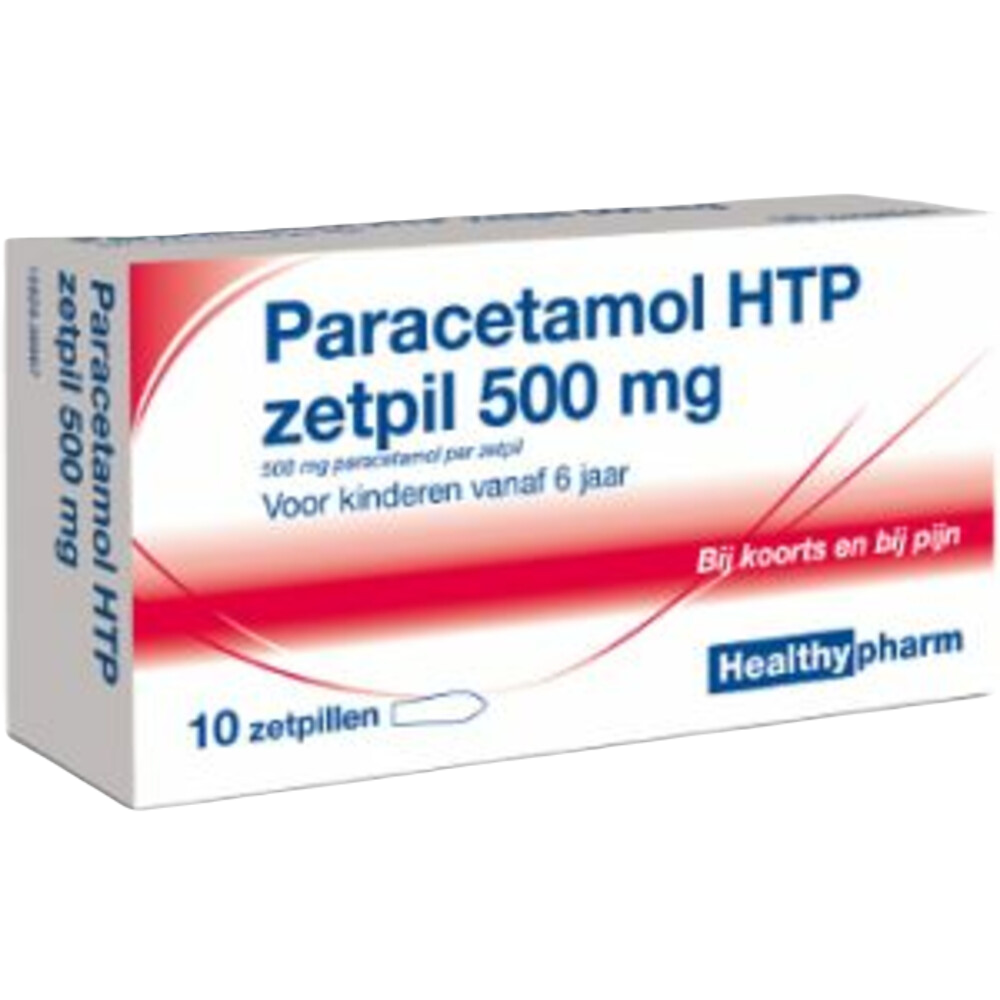 Paracetamol HTP
zetpil 500 mg
500 mg paracetamol per zetpil
Voor kinderen vanaf 6 jaar
Bij koorts en bij pijn
Healthypharm
10 zetpillen
Paracetamol HTP
zetpil 500 mg